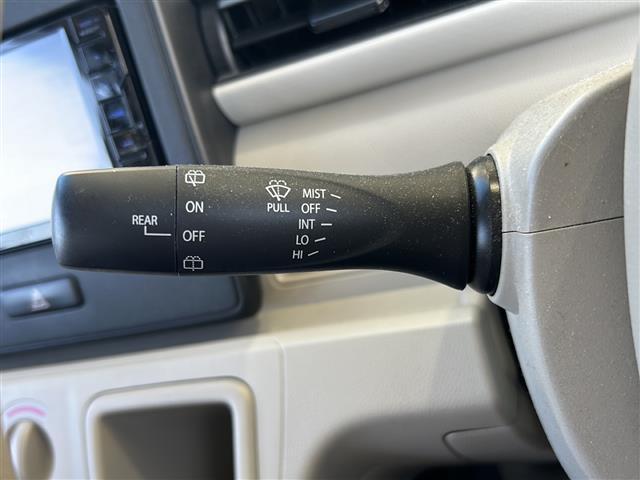 REAR
ON
OFF
PULL
MIST
OFF
INT
LO
HI